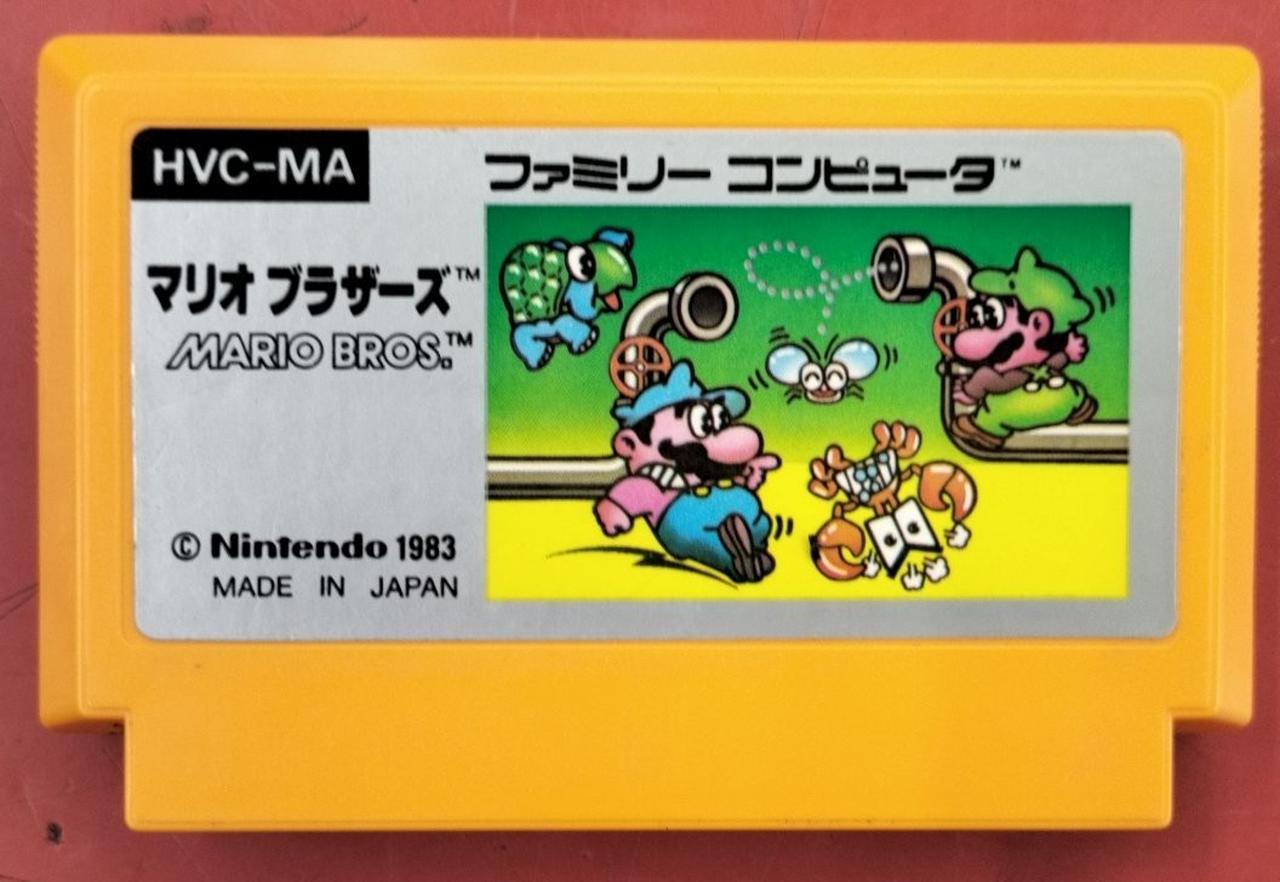 HVC-MA
ファミリー コンピュータ™
マリオ ブラザーズ™
MARIO BROS.™
© Nintendo 1983
MADE IN JAPAN